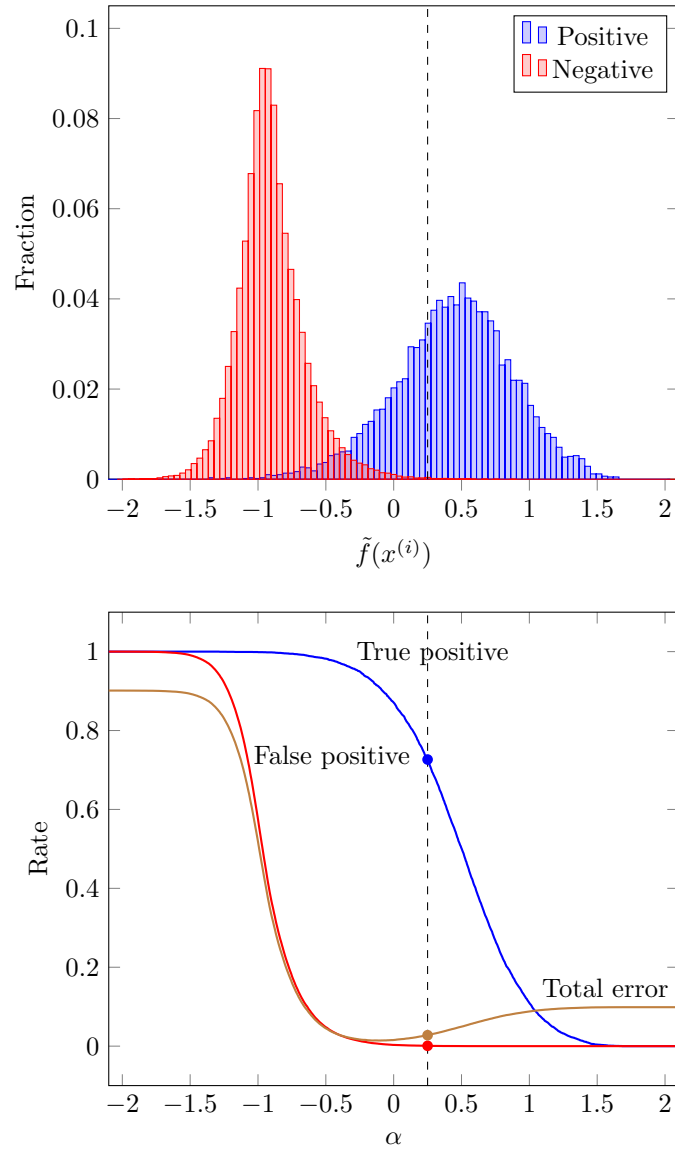 0.1
0.08
0.06
0.04
0.02
0
Fraction
Positive
Negative
−2 −1.5 −1 −0.5 0 0.5 1 1.5 2
f̃(x⁽ⁱ⁾)
1
0.8
0.6
0.4
0.2
0
Rate
True positive
False positive
Total error
−2 −1.5 −1 −0.5 0 0.5 1 1.5 2
α